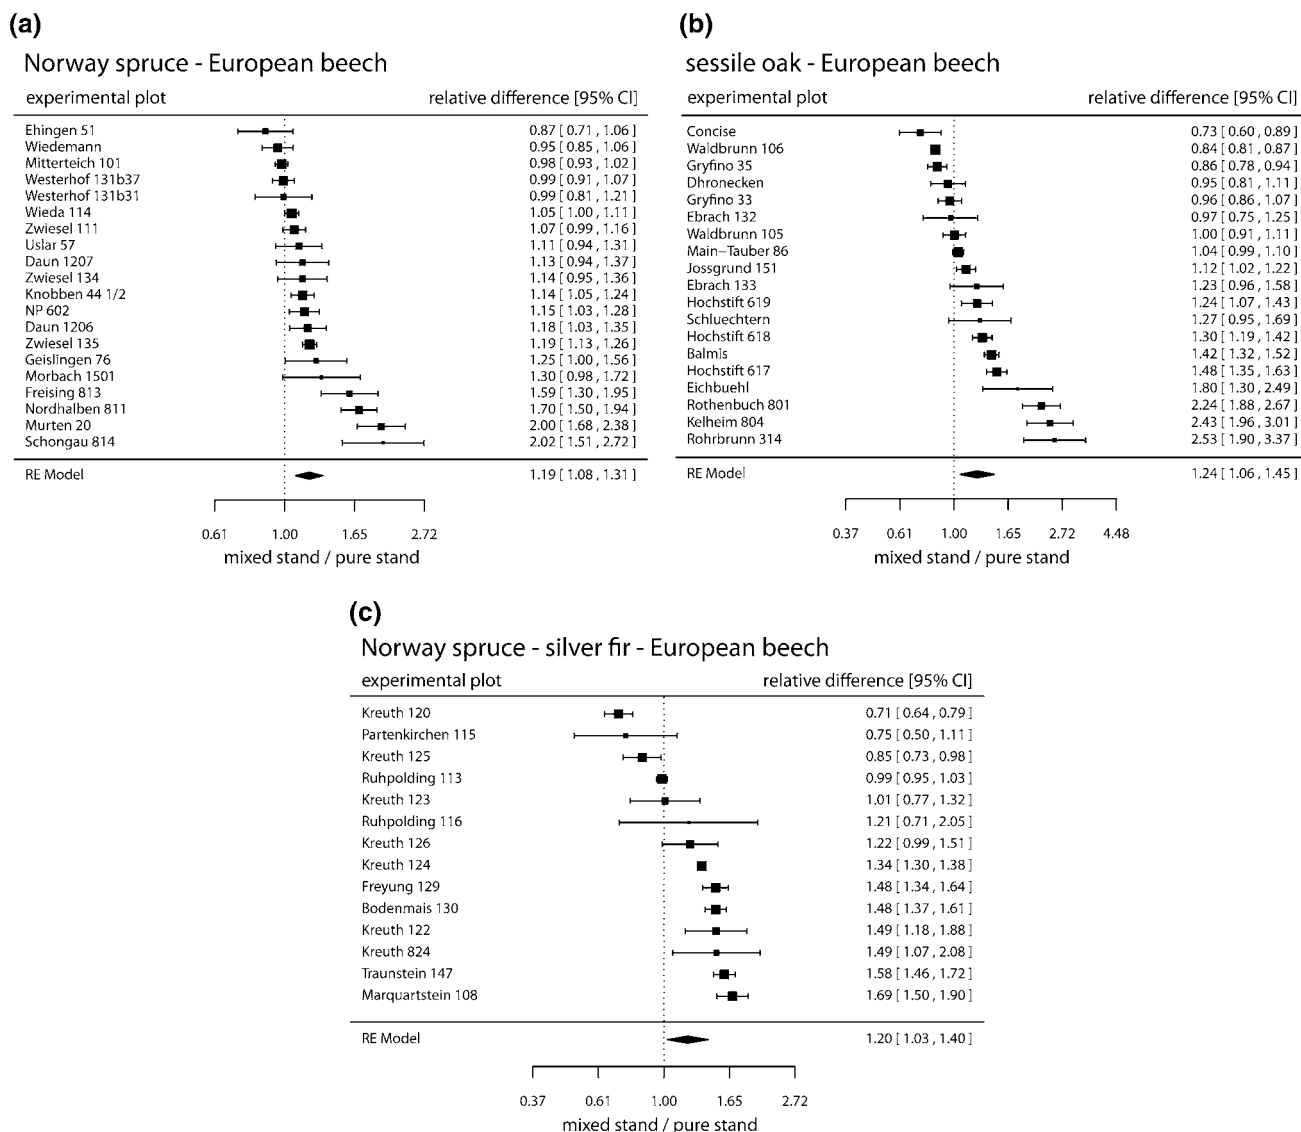 (a)
Norway spruce - European beech
experimental plot relative difference [95% CI]
Ehingen 51 0.87 [ 0.71 , 1.06 ]
Wiedemann 0.95 [ 0.85 , 1.06 ]
Mitterteich 101 0.98 [ 0.93 , 1.02 ]
Westerhof 131b37 0.99 [ 0.91 , 1.07 ]
Westerhof 131b31 0.99 [ 0.81 , 1.21 ]
Wieda 114 1.05 [ 1.00 , 1.11 ]
Zwiesel 111 1.07 [ 0.99 , 1.16 ]
Uslar 57 1.11 [ 0.94 , 1.31 ]
Daun 1207 1.13 [ 0.94 , 1.37 ]
Zwiesel 134 1.14 [ 0.95 , 1.36 ]
Knobben 44 1/2 1.14 [ 1.05 , 1.24 ]
NP 602 1.15 [ 1.03 , 1.28 ]
Daun 1206 1.18 [ 1.03 , 1.35 ]
Zwiesel 135 1.19 [ 1.13 , 1.26 ]
Geislingen 76 1.25 [ 1.00 , 1.56 ]
Morbach 1501 1.30 [ 0.98 , 1.72 ]
Freising 813 1.59 [ 1.30 , 1.95 ]
Nordhalben 811 1.70 [ 1.50 , 1.94 ]
Murten 20 2.00 [ 1.68 , 2.38 ]
Schongau 814 2.02 [ 1.51 , 2.72 ]
RE Model 1.19 [ 1.08 , 1.31 ]
0.61 1.00 1.65 2.72
mixed stand / pure stand
(b)
sessile oak - European beech
experimental plot relative difference [95% CI]
Concise 0.73 [ 0.60 , 0.89 ]
Waldbrunn 106 0.84 [ 0.81 , 0.87 ]
Gryfino 35 0.86 [ 0.78 , 0.94 ]
Dhronecken 0.95 [ 0.81 , 1.11 ]
Gryfino 33 0.96 [ 0.86 , 1.07 ]
Ebrach 132 0.97 [ 0.75 , 1.25 ]
Waldbrunn 105 1.00 [ 0.91 , 1.11 ]
Main−Tauber 86 1.04 [ 0.99 , 1.10 ]
Jossgrund 151 1.12 [ 1.02 , 1.22 ]
Ebrach 133 1.23 [ 0.96 , 1.58 ]
Hochstift 619 1.24 [ 1.07 , 1.43 ]
Schluechtern 1.27 [ 0.95 , 1.69 ]
Hochstift 618 1.30 [ 1.19 , 1.42 ]
Balmis 1.42 [ 1.32 , 1.52 ]
Hochstift 617 1.48 [ 1.35 , 1.63 ]
Eichbuehl 1.80 [ 1.30 , 2.49 ]
Rothenbuch 801 2.24 [ 1.88 , 2.67 ]
Kelheim 804 2.43 [ 1.96 , 3.01 ]
Rohrbrunn 314 2.53 [ 1.90 , 3.37 ]
RE Model 1.24 [ 1.06 , 1.45 ]
0.37 0.61 1.00 1.65 2.72 4.48
mixed stand / pure stand
(c)
Norway spruce - silver fir - European beech
experimental plot relative difference [95% CI]
Kreuth 120 0.71 [ 0.64 , 0.79 ]
Partenkirchen 115 0.75 [ 0.50 , 1.11 ]
Kreuth 125 0.85 [ 0.73 , 0.98 ]
Ruhpolding 113 0.99 [ 0.95 , 1.03 ]
Kreuth 123 1.01 [ 0.77 , 1.32 ]
Ruhpolding 116 1.21 [ 0.71 , 2.05 ]
Kreuth 126 1.22 [ 0.99 , 1.51 ]
Kreuth 124 1.34 [ 1.30 , 1.38 ]
Freyung 129 1.48 [ 1.34 , 1.64 ]
Bodenmais 130 1.48 [ 1.37 , 1.61 ]
Kreuth 122 1.49 [ 1.18 , 1.88 ]
Kreuth 824 1.49 [ 1.07 , 2.08 ]
Traunstein 147 1.58 [ 1.46 , 1.72 ]
Marquartstein 108 1.69 [ 1.50 , 1.90 ]
RE Model 1.20 [ 1.03 , 1.40 ]
0.37 0.61 1.00 1.65 2.72
mixed stand / pure stand